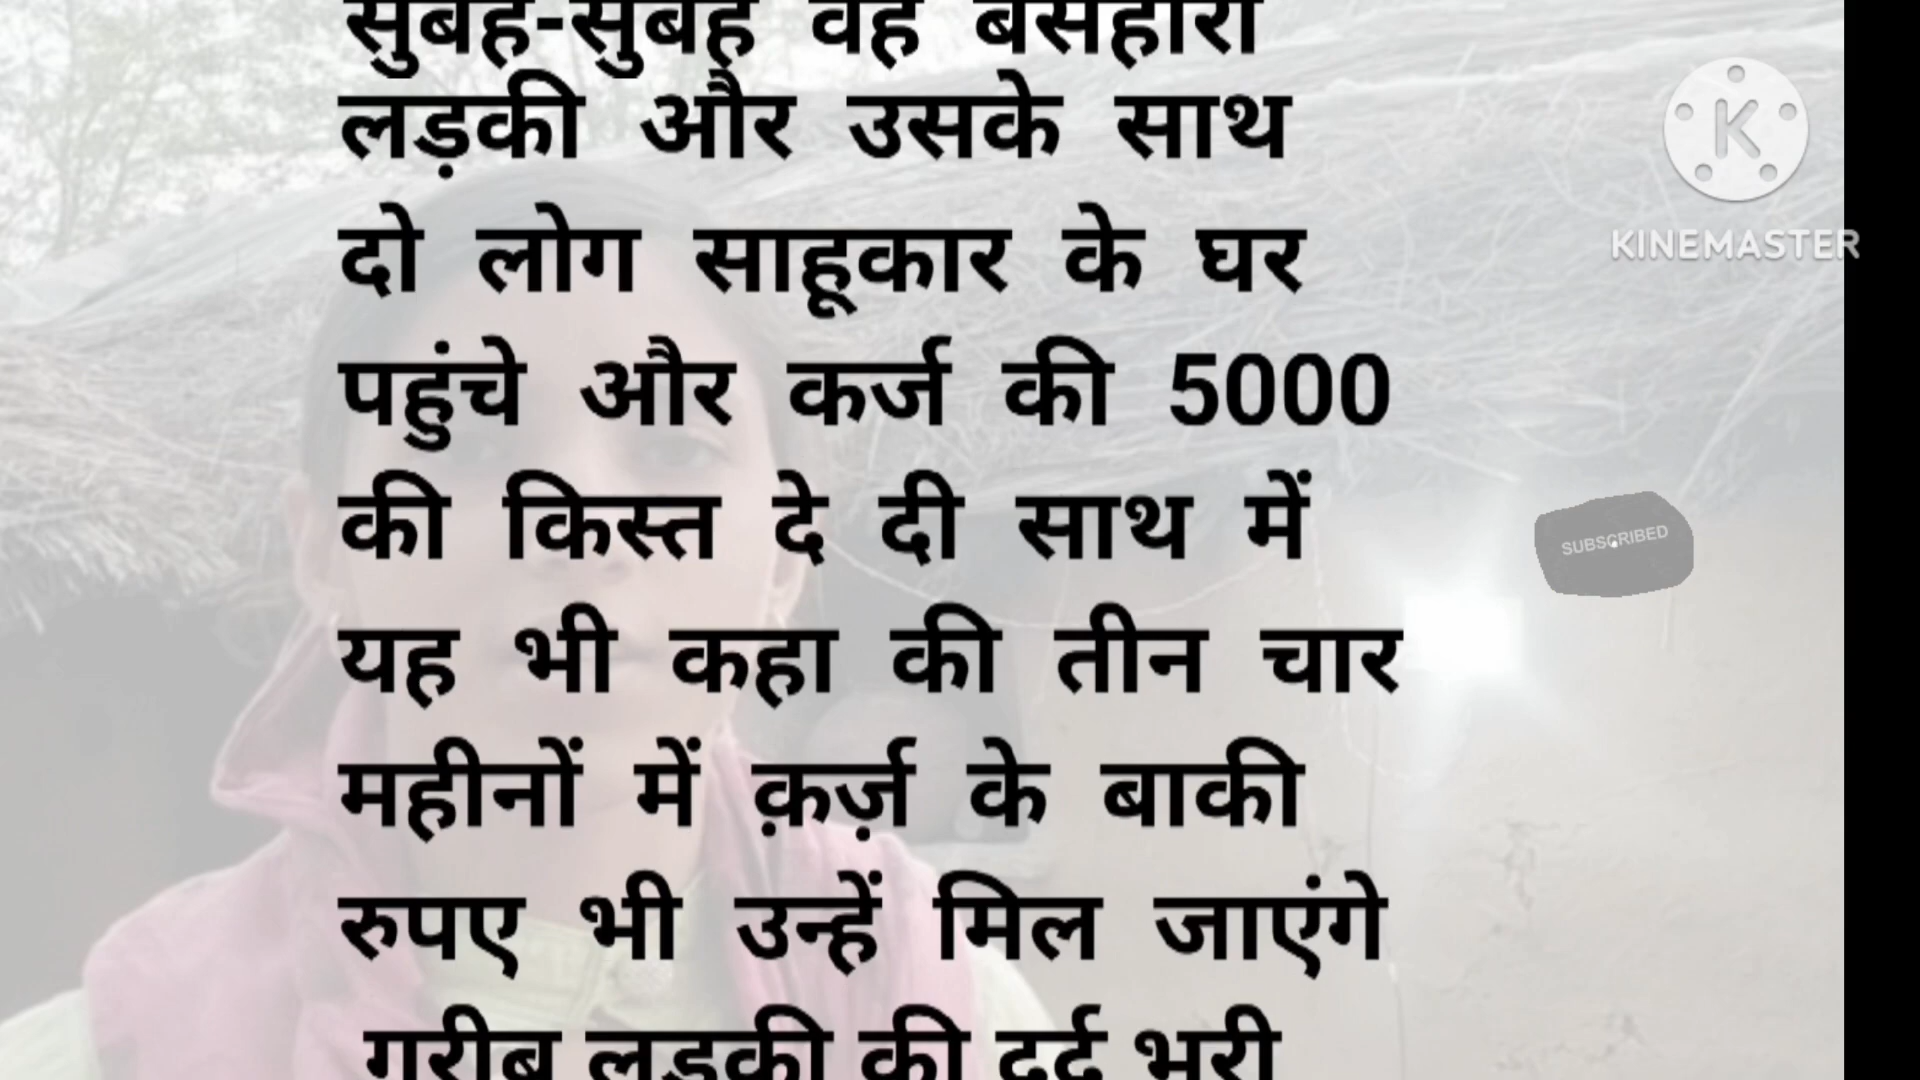 सुबह-सुबह वह बेसहारा
लड़की और उसके साथ
दो लोग साहूकार के घर
पहुंचे और कर्ज की 5000
की किस्त दे दी साथ में
यह भी कहा की तीन चार
महीनों में क़र्ज़ के बाकी
रुपए भी उन्हें मिल जाएंगे
गरीब लड़की की दर्द भरी
KINEMASTER
SUBSCRIBED